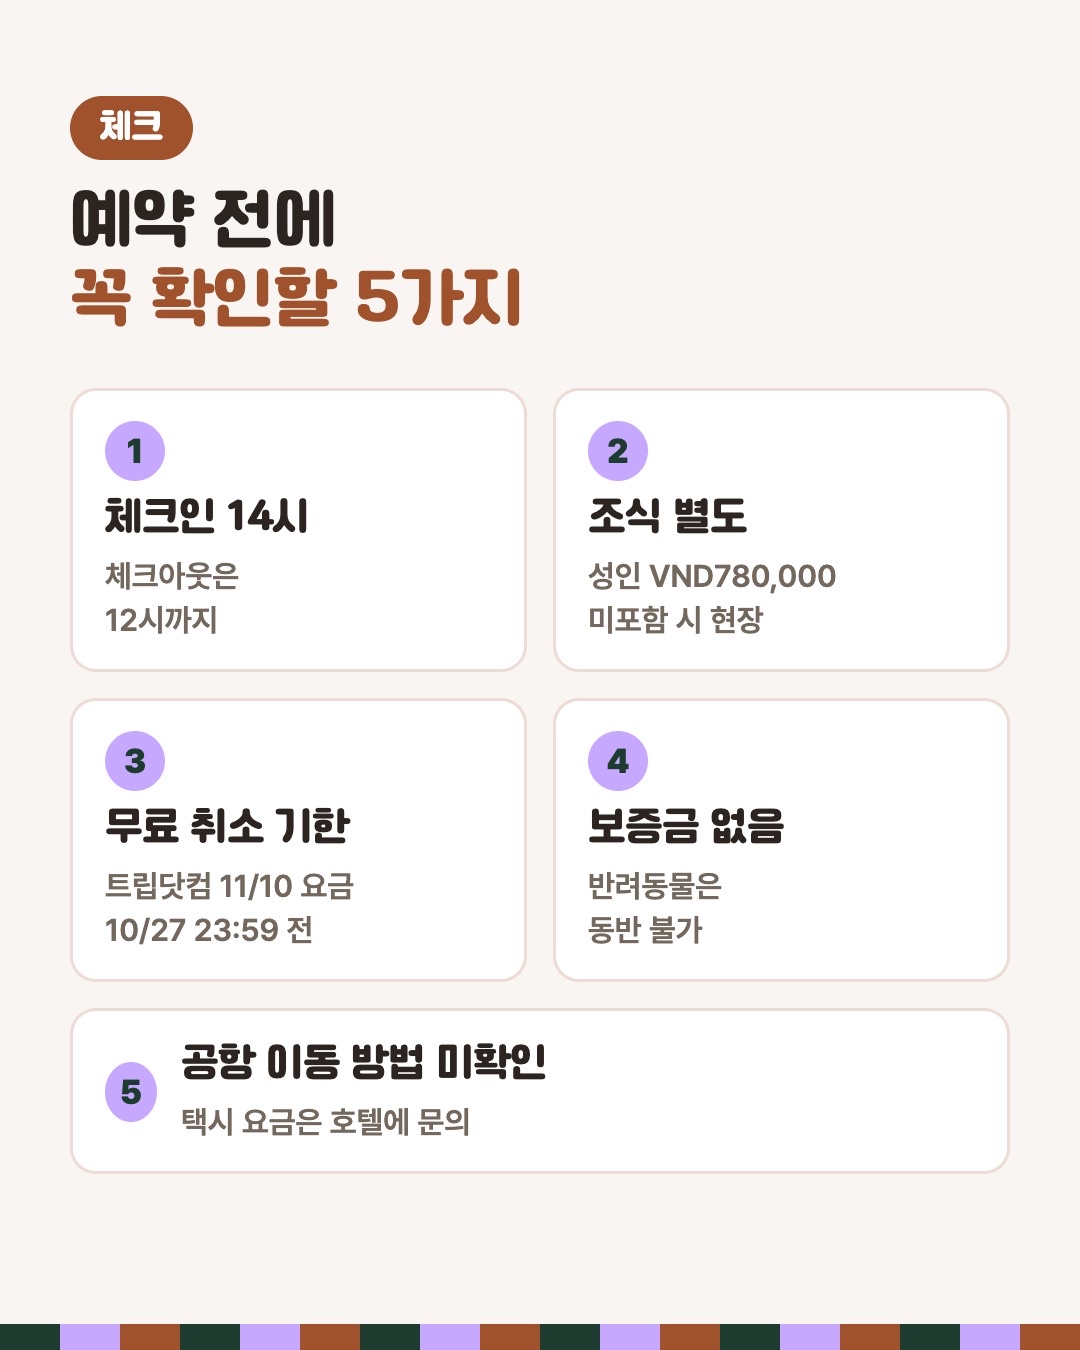 체크
예약 전에
꼭 확인할 5가지
1
체크인 14시
체크아웃은
12시까지
2
조식 별도
성인 VND780,000
미포함 시 현장
3
무료 취소 기한
트립닷컴 11/10 요금
10/27 23:59 전
4
보증금 없음
반려동물은
동반 불가
5
공항 이동 방법 미확인
택시 요금은 호텔에 문의